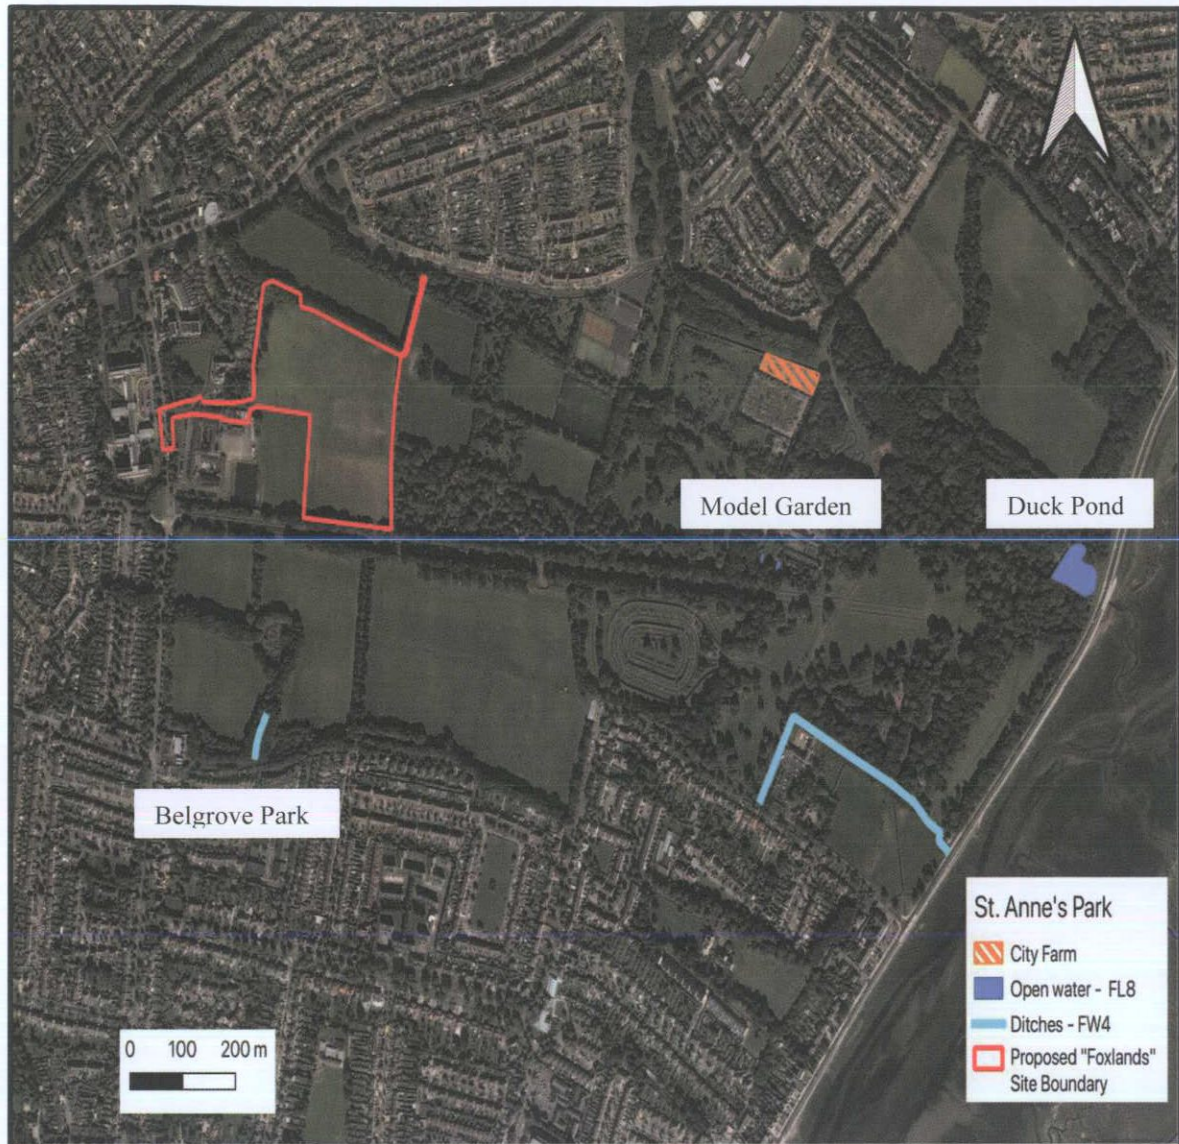 Model Garden
Duck Pond
Belgrove Park
St. Anne's Park
City Farm
Open water - FL8
Ditches - FW4
Proposed "Foxlands"
Site Boundary
0 100 200 m